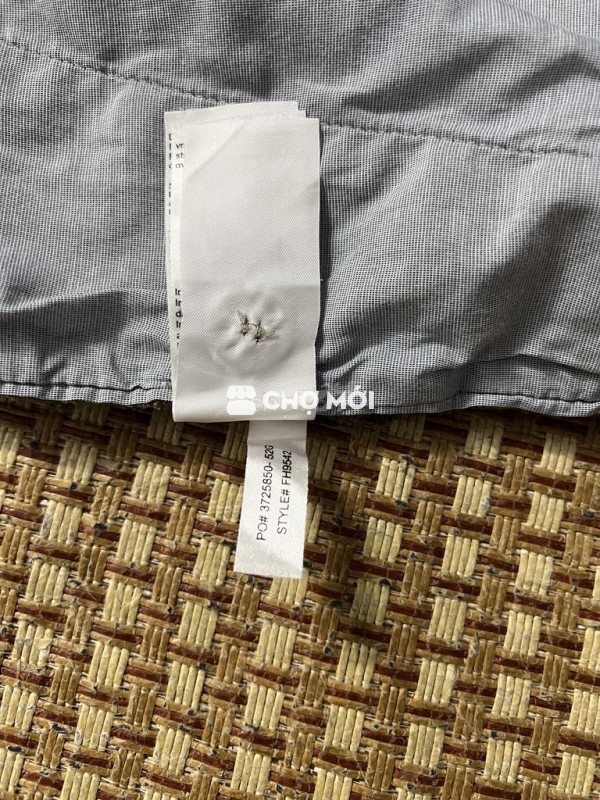 CHỢ MỚI
PO# 3725850- 520
STYLE# FH9542